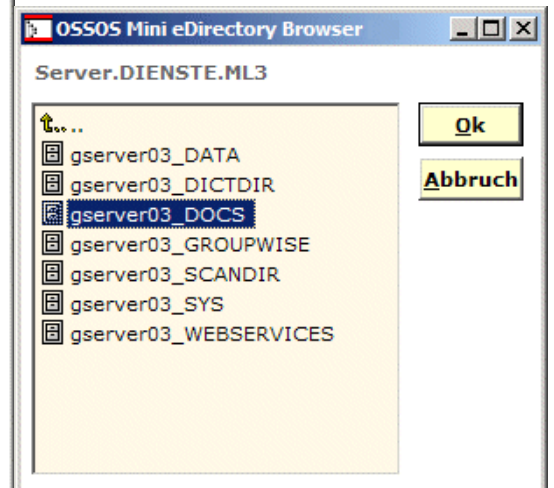 OSSOS Mini eDirectory Browser
Server.DIENSTE.ML3
..
gserver03_DATA
gserver03_DICTDIR
gserver03_DOCS
gserver03_GROUPWISE
gserver03_SCANDIR
gserver03_SYS
gserver03_WEBSERVICES
Ok
Abbruch